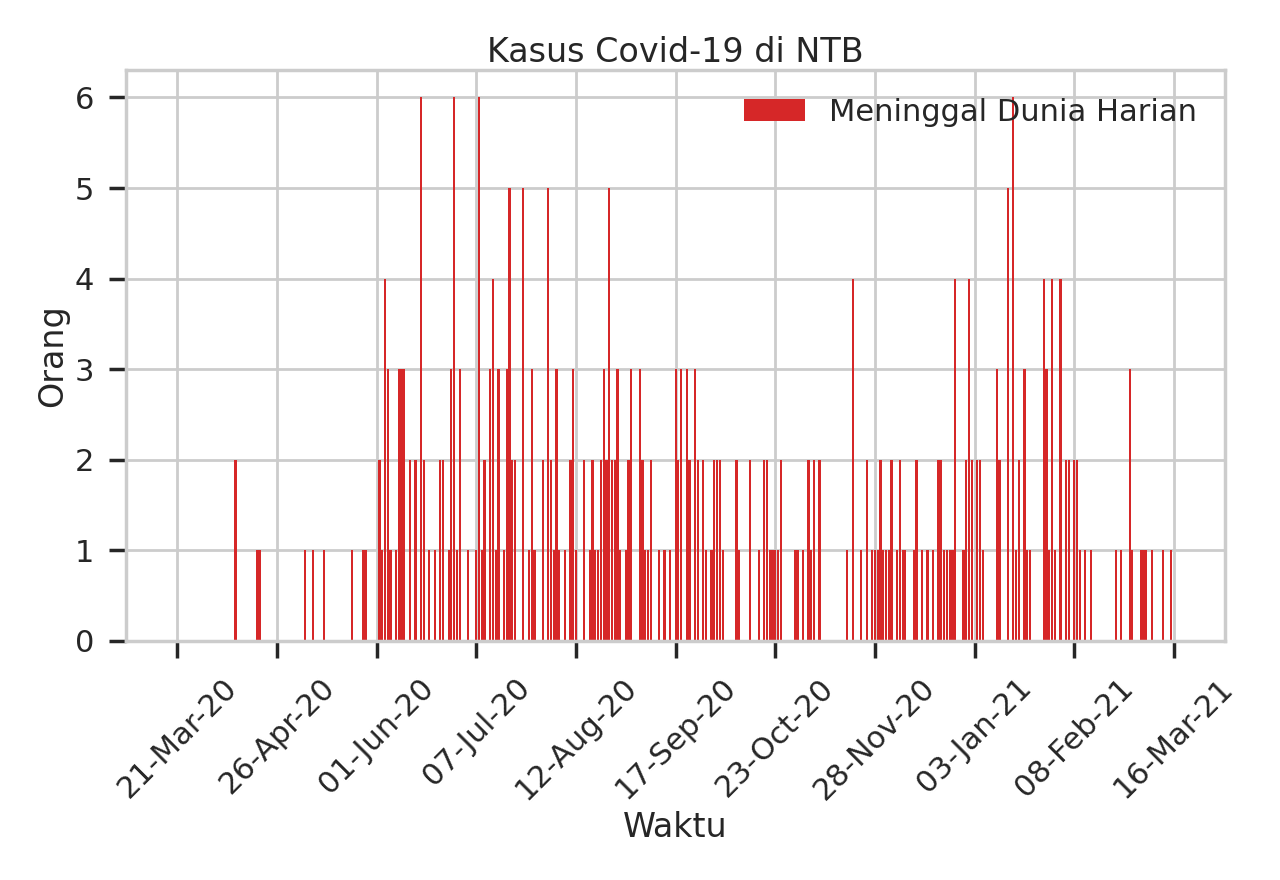 Kasus Covid-19 di NTB
Meninggal Dunia Harian
6
5
4
3
2
1
0
Orang
21-Mar-20
26-Apr-20
01-Jun-20
07-Jul-20
12-Aug-20
17-Sep-20
23-Oct-20
28-Nov-20
03-Jan-21
08-Feb-21
16-Mar-21
Waktu